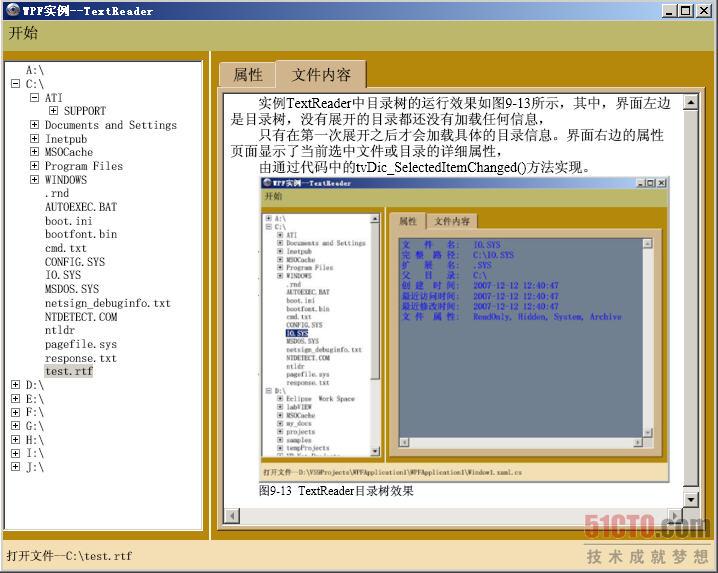 WPF实例--TextReader
开始
A:\
C:\
ATI
SUPPORT
Documents and Settings
Inetpub
MSOCache
Program Files
WINDOWS
.rnd
AUTOEXEC.BAT
boot.ini
bootfont.bin
cmd.txt
CONFIG.SYS
IO.SYS
MSDOS.SYS
netsign_debuginfo.txt
NTDETECT.COM
ntldr
pagefile.sys
response.txt
test.rtf
D:\
E:\
F:\
G:\
H:\
I:\
J:\
属性 文件内容
实例TextReader中目录树的运行效果如图9-13所示，其中，界面左边
是目录树，没有展开的目录都还没有加载任何信息，
只有在第一次展开之后才会加载具体的目录信息。界面右边的属性
页面显示了当前选中文件或目录的详细属性，
由通过代码中的tvDic_SelectedItemChanged()方法实现。
WPF实例--TextReader
开始
A:\
C:\
ATI
Documents and Settings
Inetpub
MSOCache
Program Files
WINDOWS
.rnd
AUTOEXEC.BAT
boot.ini
bootfont.bin
cmd.txt
CONFIG.SYS
IO.SYS
MSDOS.SYS
netsign_debuginfo.txt
NTDETECT.COM
ntldr
pagefile.sys
response.txt
D:\
Eclipse Work Space
labVIEW
MSOCache
my_docs
projects
samples
tempProjects
属性 文件内容
文 件 名: IO.SYS
完 整 路 径: C:\IO.SYS
扩 展 名: .SYS
父 目 录: C:\
创 建 时 间: 2007-12-12 12:40:47
最近访问时间: 2007-12-12 12:40:47
最近修改时间: 2007-12-12 12:40:47
文 件 属 性: ReadOnly, Hidden, System, Archive
打开文件--D:\VS9Projects\WPFApplication1\WPFApplication1\Window1.xaml.cs
图9-13 TextReader目录树效果
打开文件--C:\test.rtf
51CTO.com
技术成就梦想